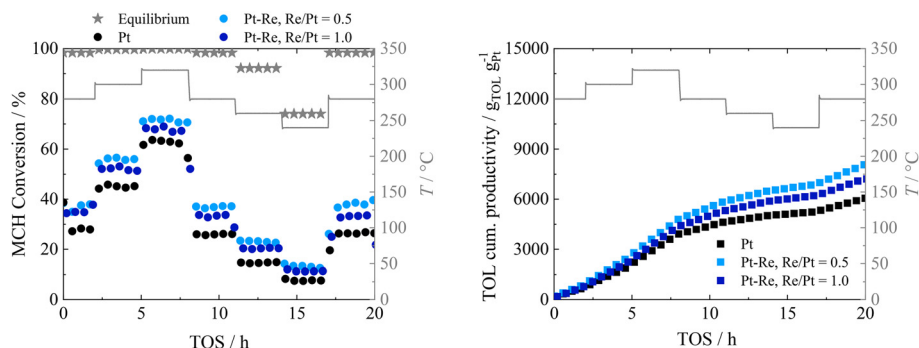 Equilibrium
Pt
Pt-Re, Re/Pt = 0.5
Pt-Re, Re/Pt = 1.0
100
80
60
40
20
0
MCH Conversion / %
350
300
250
200
150
100
50
0
T / °C
0 5 10 15 20
TOS / h
15000
12000
9000
6000
3000
0
TOL cum. productivity / gTOL gPt-1
350
300
250
200
150
100
50
0
T / °C
Pt
Pt-Re, Re/Pt = 0.5
Pt-Re, Re/Pt = 1.0
0 5 10 15 20
TOS / h